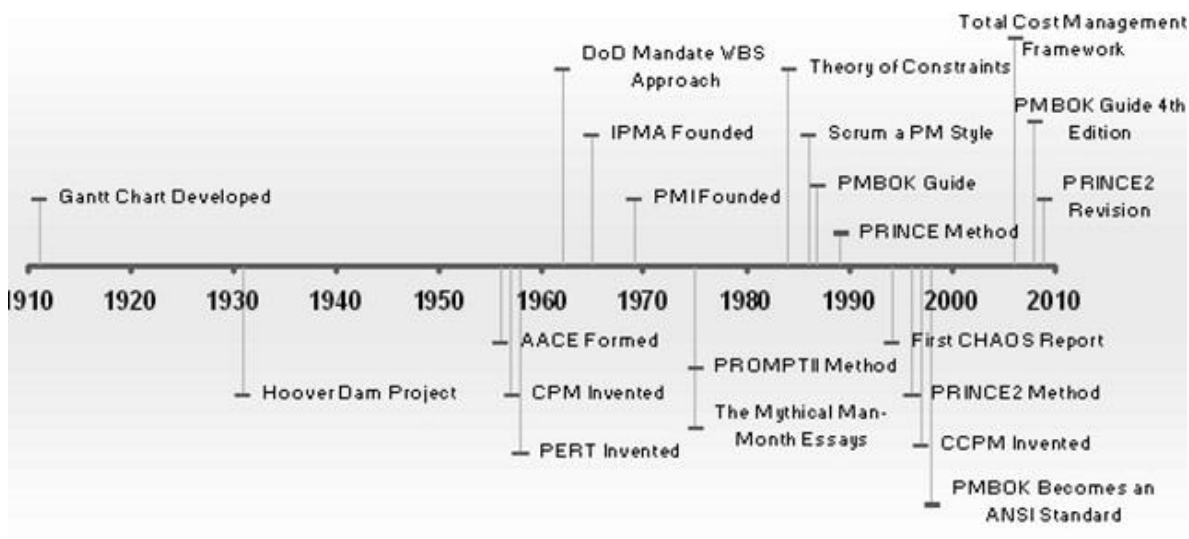 Total Cost Management
Framework
DoD Mandate WBS
Approach
Theory of Constraints
PMBOK Guide 4th
Edition
IPMA Founded
Scrum a PM Style
Gantt Chart Developed
PMI Founded
PMBOK Guide
PRINCE2
Revision
PRINCE Method
1910 1920 1930 1940 1950 1960 1970 1980 1990 2000 2010
AACE Formed
First CHAOS Report
PROMPTII Method
Hoover Dam Project
CPM Invented
PRINCE2 Method
The Mythical Man-
Month Essays
PERT Invented
CCPM Invented
PMBOK Becomes an
ANSI Standard